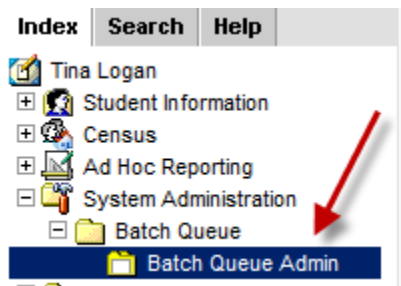 Index Search Help
Tina Logan
Student Information
Census
Ad Hoc Reporting
System Administration
Batch Queue
Batch Queue Admin